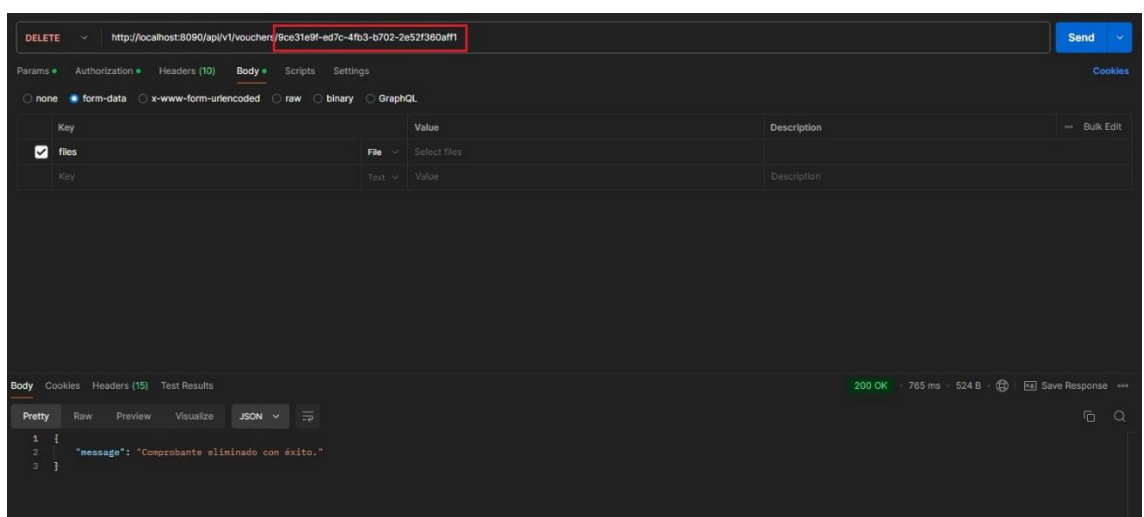 DELETE http://localhost:8090/api/v1/vouchers/9ce31e9f-ed7c-4fb3-b702-2e52f360aff1 Send
Params Authorization Headers (10) Body Scripts Settings Cookies
none form-data x-www-form-urlencoded raw binary GraphQL
Key Value Description Bulk Edit
files File Select files
Key Text Value Description
Body Cookies Headers (15) Test Results 200 OK 765 ms 524 B Save Response
Pretty Raw Preview Visualize JSON
1 {
2 "message": "Comprobante eliminado con éxito."
3 }